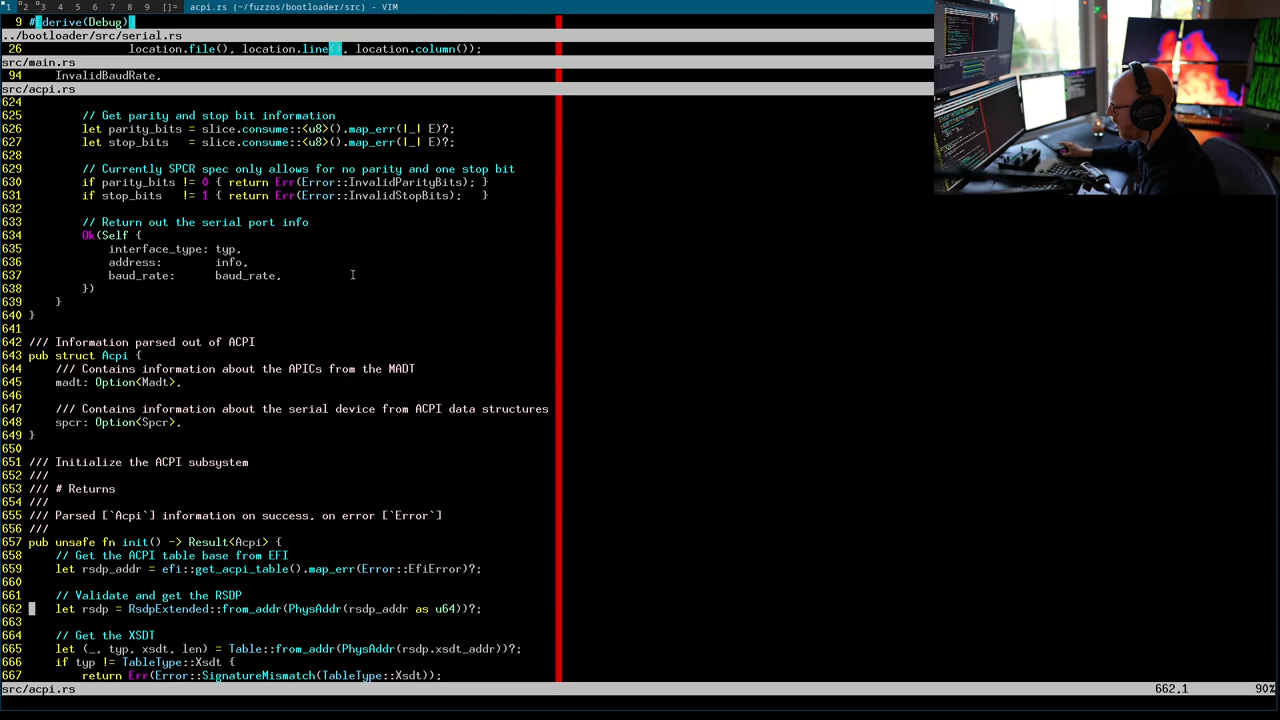 1 2 3 4 5 6 7 8 9 []= acpi.rs (~/fuzzos/bootloader/src) - VIM
9 #[derive(Debug)]
../bootloader/src/serial.rs
26 location.file(), location.line(), location.column());
src/main.rs
94 InvalidBaudRate,
src/acpi.rs
624
625 // Get parity and stop bit information
626 let parity_bits = slice.consume::<u8>().map_err(|_| E)?;
627 let stop_bits   = slice.consume::<u8>().map_err(|_| E)?;
628
629 // Currently SPCR spec only allows for no parity and one stop bit
630 if parity_bits != 0 { return Err(Error::InvalidParityBits); }
631 if stop_bits   != 1 { return Err(Error::InvalidStopBits);   }
632
633 // Return out the serial port info
634 Ok(Self {
635 interface_type: typ,
636 address:        info,
637 baud_rate:      baud_rate,
638 })
639 }
640 }
641
642 /// Information parsed out of ACPI
643 pub struct Acpi {
644 /// Contains information about the APICs from the MADT
645 madt: Option<Madt>,
646
647 /// Contains information about the serial device from ACPI data structures
648 spcr: Option<Spcr>,
649 }
650
651 /// Initialize the ACPI subsystem
652 ///
653 /// # Returns
654 ///
655 /// Parsed [`Acpi`] information on success, on error [`Error`]
656 ///
657 pub unsafe fn init() -> Result<Acpi> {
658 // Get the ACPI table base from EFI
659 let rsdp_addr = efi::get_acpi_table().map_err(Error::EfiError)?;
660
661 // Validate and get the RSDP
662 let rsdp = RsdpExtended::from_addr(PhysAddr(rsdp_addr as u64))?;
663
664 // Get the XSDT
665 let (_, typ, xsdt, len) = Table::from_addr(PhysAddr(rsdp.xsdt_addr))?;
666 if typ != TableType::Xsdt {
667 return Err(Error::SignatureMismatch(TableType::Xsdt));
src/acpi.rs 662,1 90%